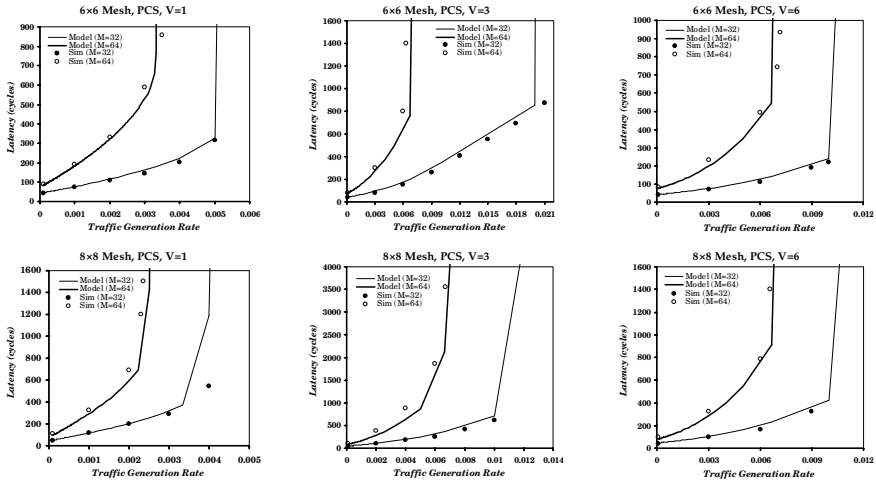 6×6 Mesh, PCS, V=1
900
800
700
600
500
400
300
200
100
0
Latency (cycles)
Model (M=32)
Model (M=64)
Sim (M=32)
Sim (M=64)
0 0.001 0.002 0.003 0.004 0.005 0.006
Traffic Generation Rate
6×6 Mesh, PCS, V=3
1600
1400
1200
1000
800
600
400
200
0
Latency (cycles)
Model (M=32)
Model (M=64)
Sim (M=32)
Sim (M=64)
0 0.003 0.006 0.009 0.012 0.015 0.018 0.021
Traffic Generation Rate
6×6 Mesh, PCS, V=6
1000
900
800
700
600
500
400
300
200
100
0
Latency (cycles)
Model (M=32)
Model (M=64)
Sim (M=32)
Sim (M=64)
0 0.003 0.006 0.009 0.012
Traffic Generation Rate
8×8 Mesh, PCS, V=1
1600
1400
1200
1000
800
600
400
200
0
Latency (cycles)
Model (M=32)
Model (M=64)
Sim (M=32)
Sim (M=64)
0 0.001 0.002 0.003 0.004 0.005
Traffic Generation Rate
8×8 Mesh, PCS, V=3
4000
3500
3000
2500
2000
1500
1000
500
0
Latency (cycles)
Model (M=32)
Model (M=64)
Sim (M=32)
Sim (M=64)
0 0.002 0.004 0.006 0.008 0.01 0.012 0.014
Traffic Generation Rate
8×8 Mesh, PCS, V=6
1600
1400
1200
1000
800
600
400
200
0
Latency (cycles)
Model (M=32)
Model (M=64)
Sim (M=32)
Sim (M=64)
0 0.003 0.006 0.009 0.012
Traffic Generation Rate